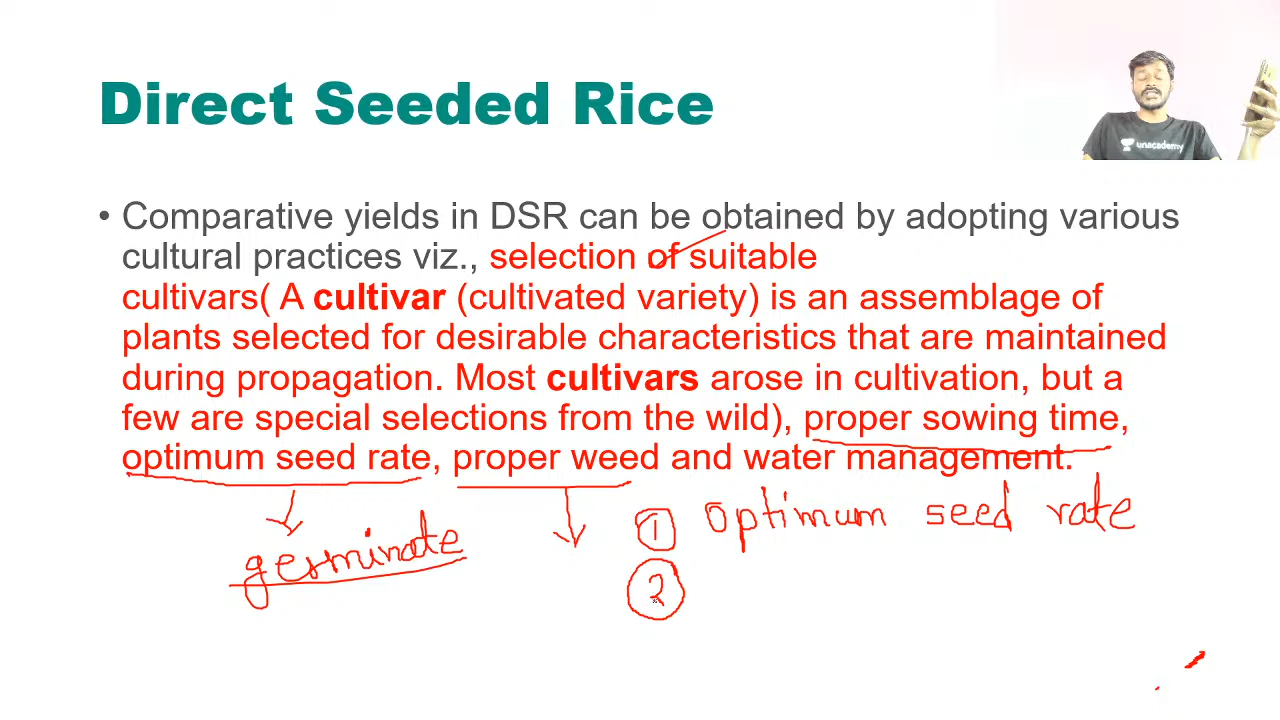 Direct Seeded Rice
unacademy
• Comparative yields in DSR can be obtained by adopting various
cultural practices viz., selection of suitable
cultivars( A cultivar (cultivated variety) is an assemblage of
plants selected for desirable characteristics that are maintained
during propagation. Most cultivars arose in cultivation, but a
few are special selections from the wild), proper sowing time,
optimum seed rate, proper weed and water management.
1 optimum seed rate
germinate
2